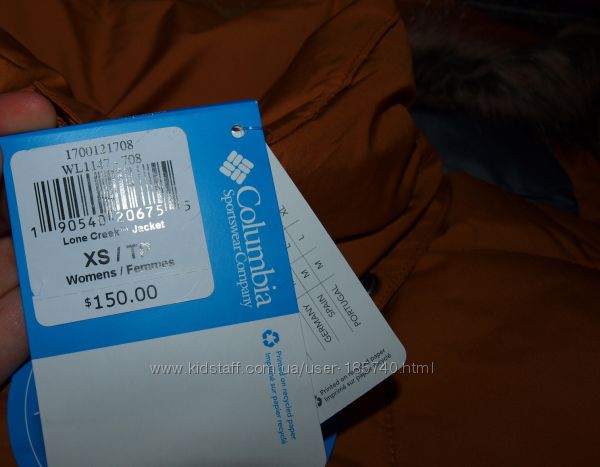 1700121708
WL1147 - 708
Lone Creek™ Jacket
XS / TP
Womens / Femmes
$150.00
Columbia
Sportswear Company
Printed on recycled paper
Imprimé sur papier recyclé
XL
L
L
M
M
GERMANY
SPAIN
PORTUGAL
Printed on recycled paper
Imprimé sur papier recyclé
www.kidstaff.com.ua/user-185740.html